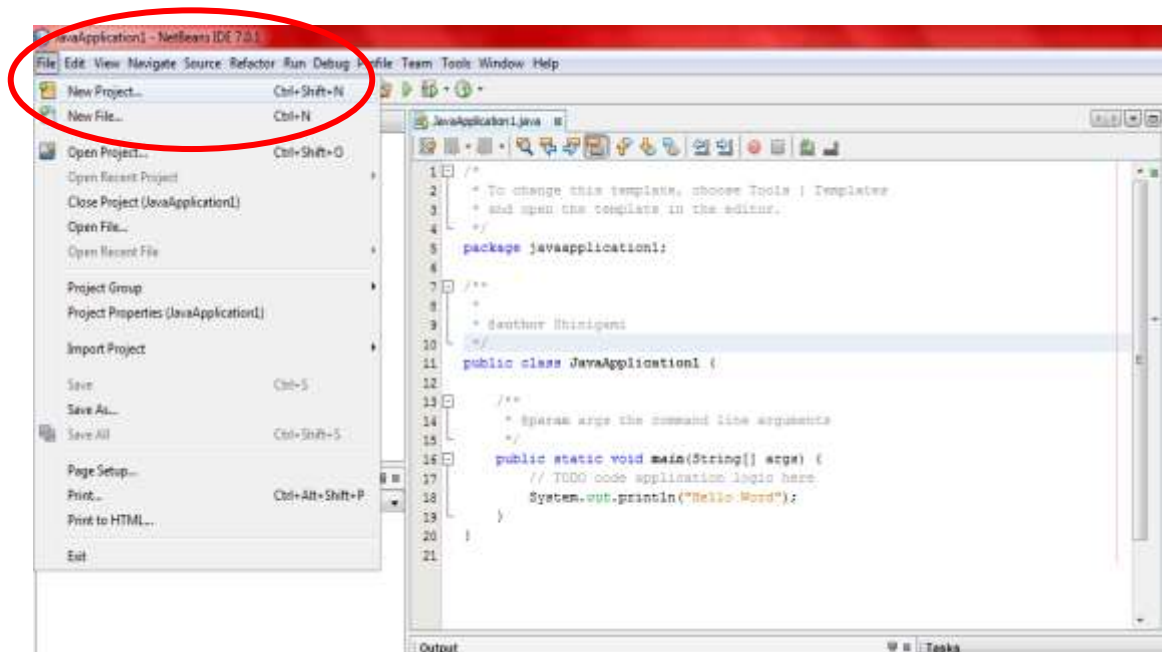 JavaApplication1 - NetBeans IDE 7.0.1
File Edit View Navigate Source Refactor Run Debug Profile Team Tools Window Help
New Project... Ctrl+Shift+N
New File... Ctrl+N
Open Project... Ctrl+Shift+O
Open Recent Project
Close Project (JavaApplication1)
Open File...
Open Recent File
Project Group
Project Properties (JavaApplication1)
Import Project
Save Ctrl+S
Save As...
Save All Ctrl+Shift+S
Page Setup...
Print... Ctrl+Alt+Shift+P
Print to HTML...
Exit
JavaApplication1.java
1 /*
2 * To change this template, choose Tools | Templates
3 * and open the template in the editor.
4 */
5 package javaapplication1;
6
7 /**
8 *
9 * @author Shinigami
10 */
11 public class JavaApplication1 {
12
13 /**
14 * @param args the command line arguments
15 */
16 public static void main(String[] args) {
17 // TODO code application logic here
18 System.out.println("Hello Word");
19 }
20 }
21
Output
Tasks